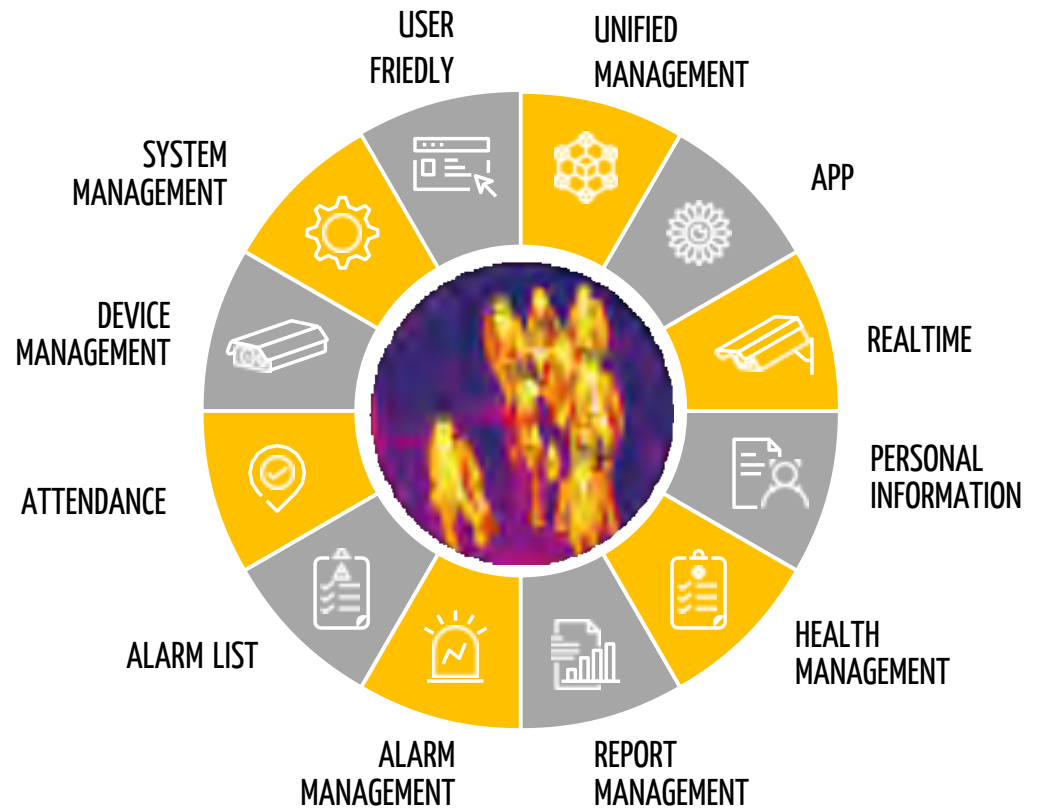 USER
FRIEDLY
UNIFIED
MANAGEMENT
APP
REALTIME
PERSONAL
INFORMATION
HEALTH
MANAGEMENT
REPORT
MANAGEMENT
ALARM
MANAGEMENT
ALARM LIST
ATTENDANCE
DEVICE
MANAGEMENT
SYSTEM
MANAGEMENT